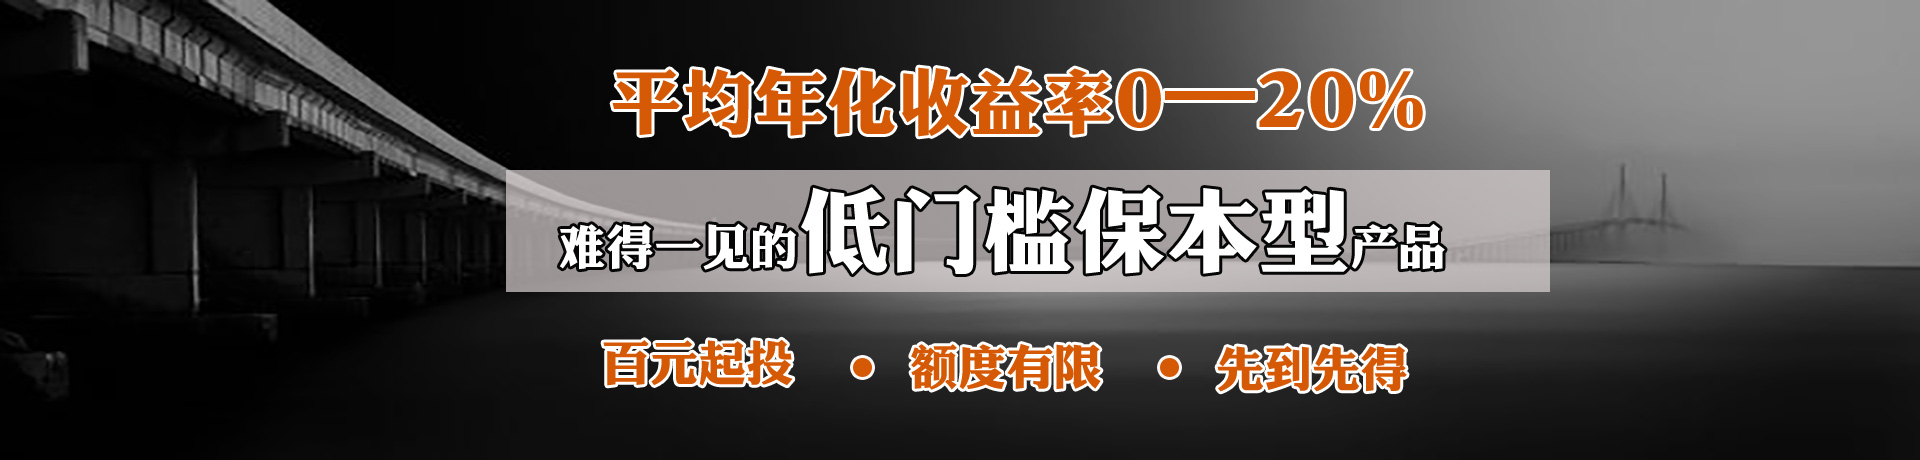 平均年化收益率0—20%
难得一见的低门槛保本型产品
百元起投 • 额度有限 • 先到先得